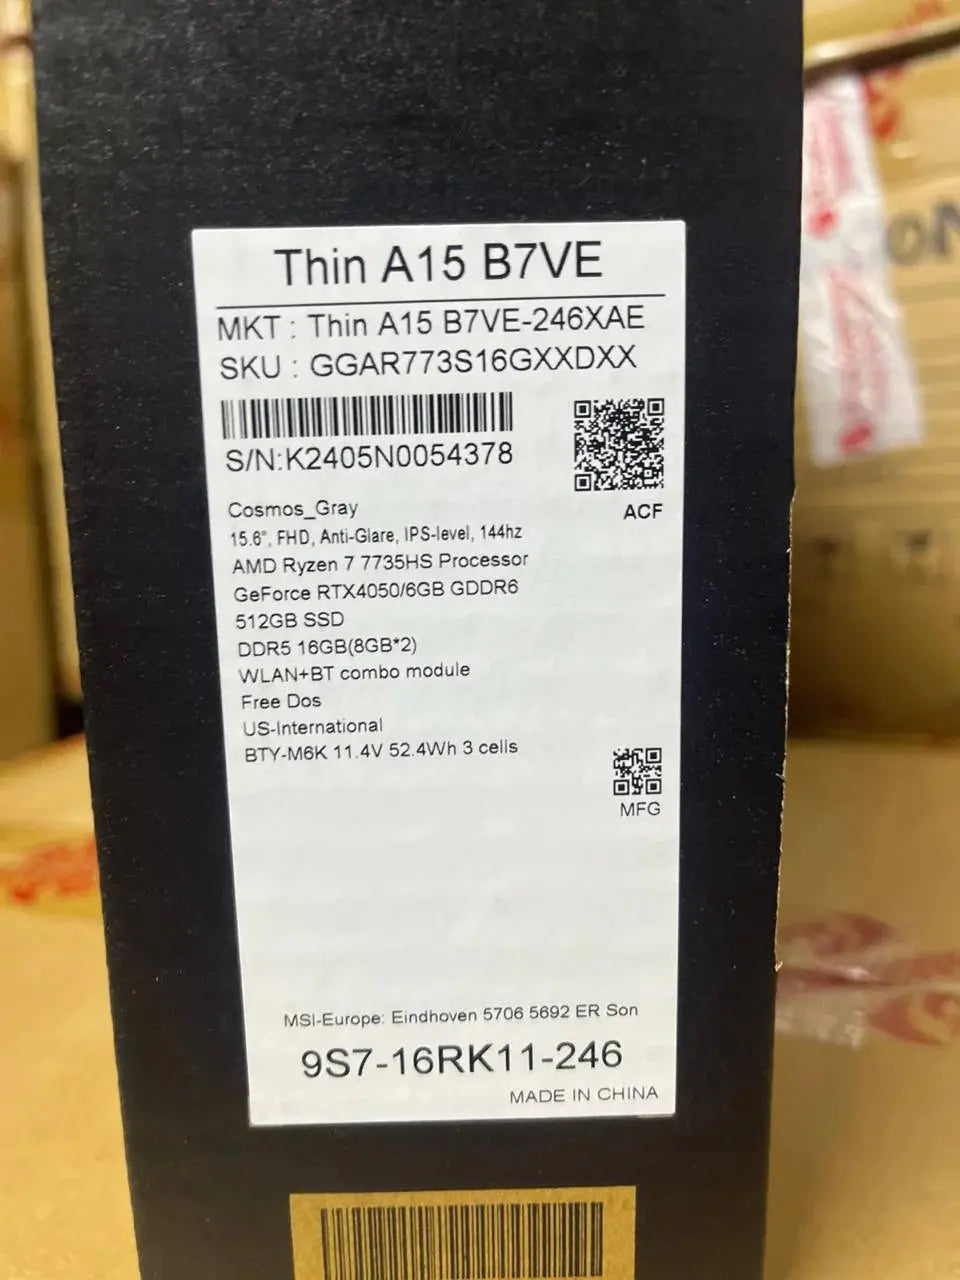 Thin A15 B7VE
MKT : Thin A15 B7VE-246XAE
SKU : GGAR773S16GXXDXX
S/N:K2405N0054378
ACF
Cosmos_Gray
15.6", FHD, Anti-Glare, IPS-level, 144hz
AMD Ryzen 7 7735HS Processor
GeForce RTX4050/6GB GDDR6
512GB SSD
DDR5 16GB(8GB*2)
WLAN+BT combo module
Free Dos
US-International
BTY-M6K 11.4V 52.4Wh 3 cells
MFG
MSI-Europe: Eindhoven 5706 5692 ER Son
9S7-16RK11-246
MADE IN CHINA